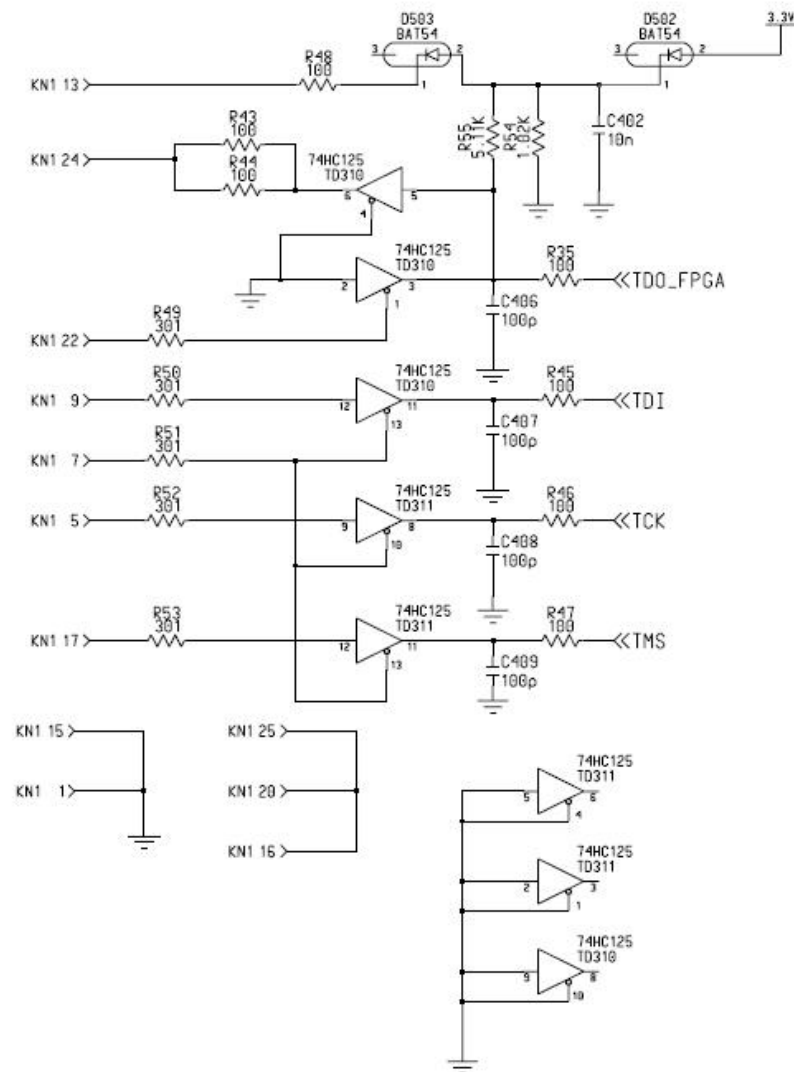 D503
BAT54
3
2
1
D502
BAT54
3
2
1
3.3V
R48
100
KN1 13
R55
5.11K
R54
1.02K
C402
10n
R43
100
KN1 24
R44
100
74HC125
TD310
6
5
4
74HC125
TD310
2
3
1
R35
100
TDO_FPGA
C406
100p
R49
301
KN1 22
R50
301
KN1 9
74HC125
TD310
12
11
13
R45
100
TDI
C407
100p
R51
301
KN1 7
R52
301
KN1 5
74HC125
TD311
9
8
10
R46
100
TCK
C408
100p
R53
301
KN1 17
74HC125
TD311
12
11
13
R47
100
TMS
C409
100p
KN1 15
KN1 1
KN1 25
KN1 20
KN1 16
74HC125
TD311
5
6
4
74HC125
TD311
2
3
1
74HC125
TD310
9
8
10